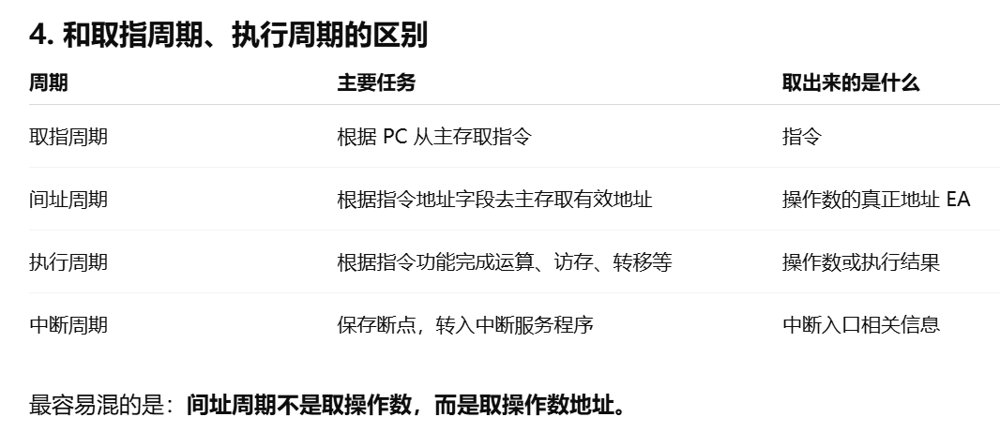 4. 和取指周期、执行周期的区别
周期 主要任务 取出来的是什么
取指周期 根据 PC 从主存取指令 指令
间址周期 根据指令地址字段去主存取有效地址 操作数的真正地址 EA
执行周期 根据指令功能完成运算、访存、转移等 操作数或执行结果
中断周期 保存断点，转入中断服务程序 中断入口相关信息
最容易混的是：间址周期不是取操作数，而是取操作数地址。